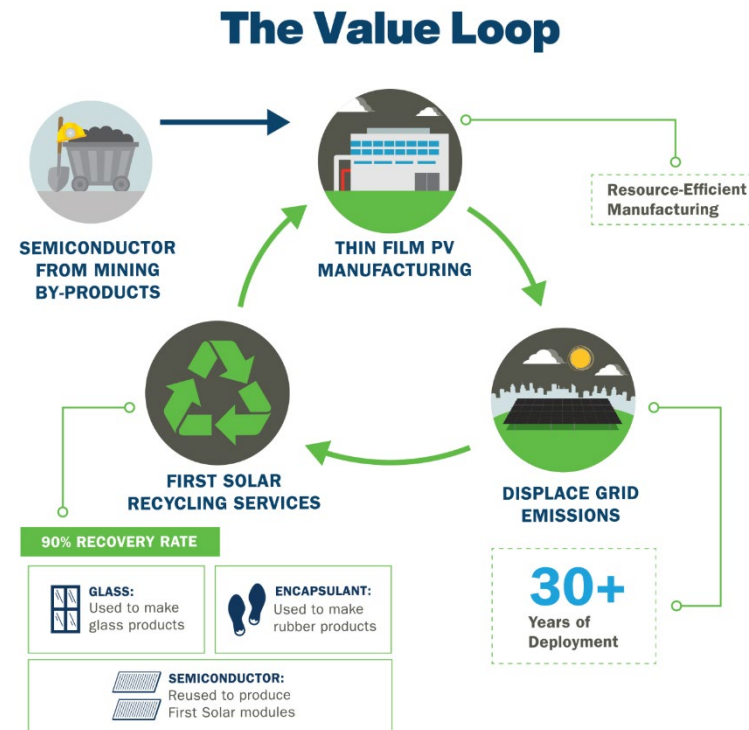 The Value Loop
SEMICONDUCTOR
FROM MINING
BY-PRODUCTS
THIN FILM PV
MANUFACTURING
Resource-Efficient
Manufacturing
FIRST SOLAR
RECYCLING SERVICES
DISPLACE GRID
EMISSIONS
90% RECOVERY RATE
GLASS:
Used to make
glass products
ENCAPSULANT:
Used to make
rubber products
SEMICONDUCTOR:
Reused to produce
First Solar modules
30+
Years of
Deployment